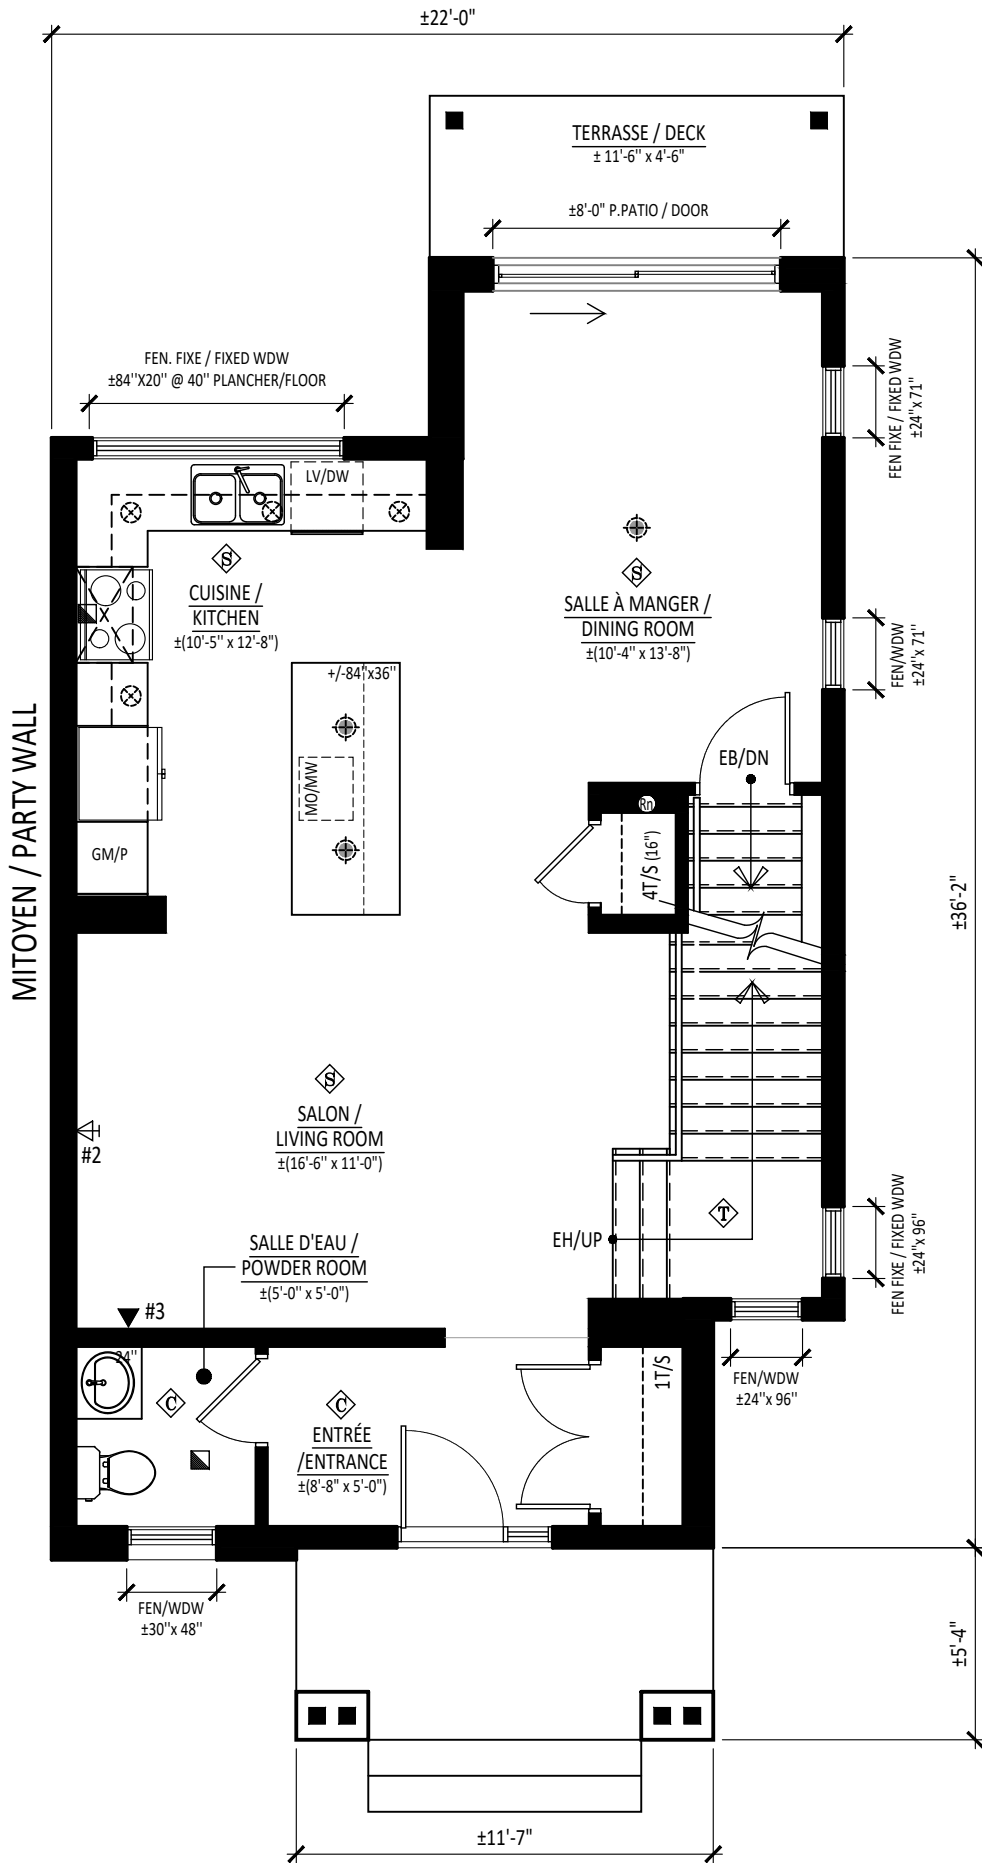 ±22'-0"
TERRASSE / DECK
± 11'-6" x 4'-6"
±8'-0" P.PATIO / DOOR
FEN. FIXE / FIXED WDW
±84''X20'' @ 40'' PLANCHER/FLOOR
FEN FIXE / FIXED WDW
±24''x 71''
LV/DW
S
CUISINE /
KITCHEN
±(10'-5" x 12'-8")
S
SALLE À MANGER /
DINING ROOM
±(10'-4" x 13'-8")
FEN/WDW
±24''x 71''
X
+/-84"x36"
MO/MW
GM/P
MITOYEN / PARTY WALL
EB/DN
Rn
4T/S (16")
±36'-2"
S
SALON /
LIVING ROOM
±(16'-6" x 11'-0")
#2
T
EH/UP
FEN FIXE / FIXED WDW
±24''x 96''
SALLE D'EAU /
POWDER ROOM
±(5'-0" x 5'-0")
#3
24"
C
C
ENTRÉE
/ENTRANCE
±(8'-8" x 5'-0")
1T/S
FEN/WDW
±24''x 96''
FEN/WDW
±30''x 48''
±5'-4"
±11'-7"